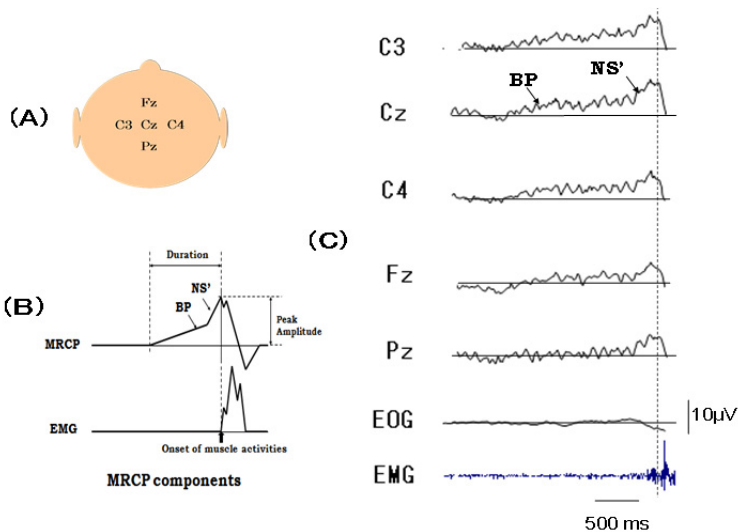 (A)
Fz
C3 Cz C4
Pz
(B)
Duration
NS'
BP
Peak
Amplitude
MRCP
EMG
Onset of muscle activities
MRCP components
(C)
C3
BP
NS'
Cz
C4
Fz
Pz
EOG
10μV
EMG
500 ms